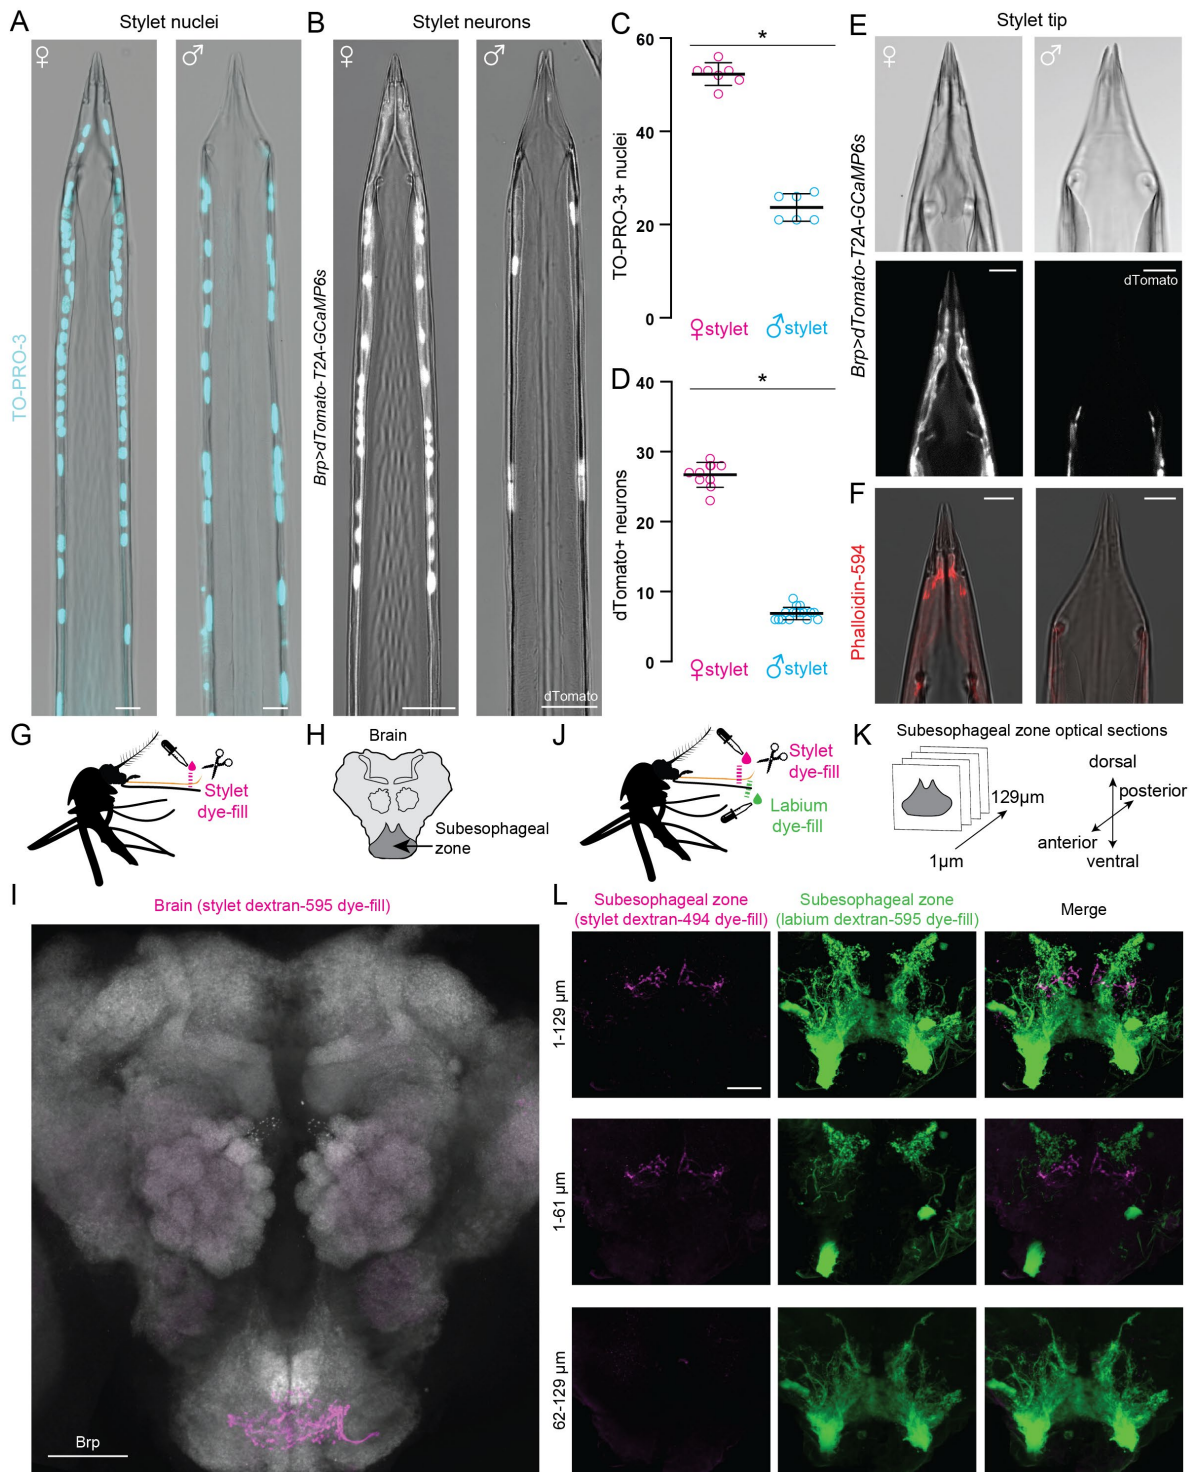 A
Stylet nuclei
♀
♂
TO-PRO-3
B
Stylet neurons
♀
♂
Brp>dTomato-T2A-GCaMP6s
dTomato
C
60
40
20
0
TO-PRO-3+ nuclei
*
♀stylet
♂stylet
D
40
30
20
10
0
dTomato+ neurons
*
♀stylet
♂stylet
E
Stylet tip
♀
♂
Brp>dTomato-T2A-GCaMP6s
dTomato
F
Phalloidin-594
G
Stylet
dye-fill
H
Brain
Subesophageal
zone
I
Brain (stylet dextran-595 dye-fill)
Brp
J
Stylet
dye-fill
Labium
dye-fill
K
Subesophageal zone optical sections
129μm
1μm
dorsal
posterior
anterior
ventral
L
Subesophageal zone
(stylet dextran-494 dye-fill)
Subesophageal zone
(labium dextran-595 dye-fill)
Merge
1-129 μm
1-61 μm
62-129 μm